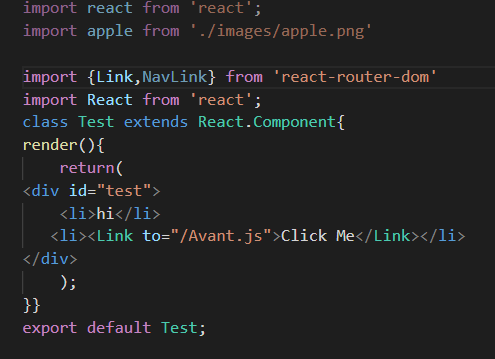 import react from 'react';
import apple from './images/apple.png'
import {Link,NavLink} from 'react-router-dom'
import React from 'react';
class Test extends React.Component{
render(){
return(
<div id="test">
<li>hi</li>
<li><Link to="/Avant.js">Click Me</Link></li>
</div>
);
}}
export default Test;